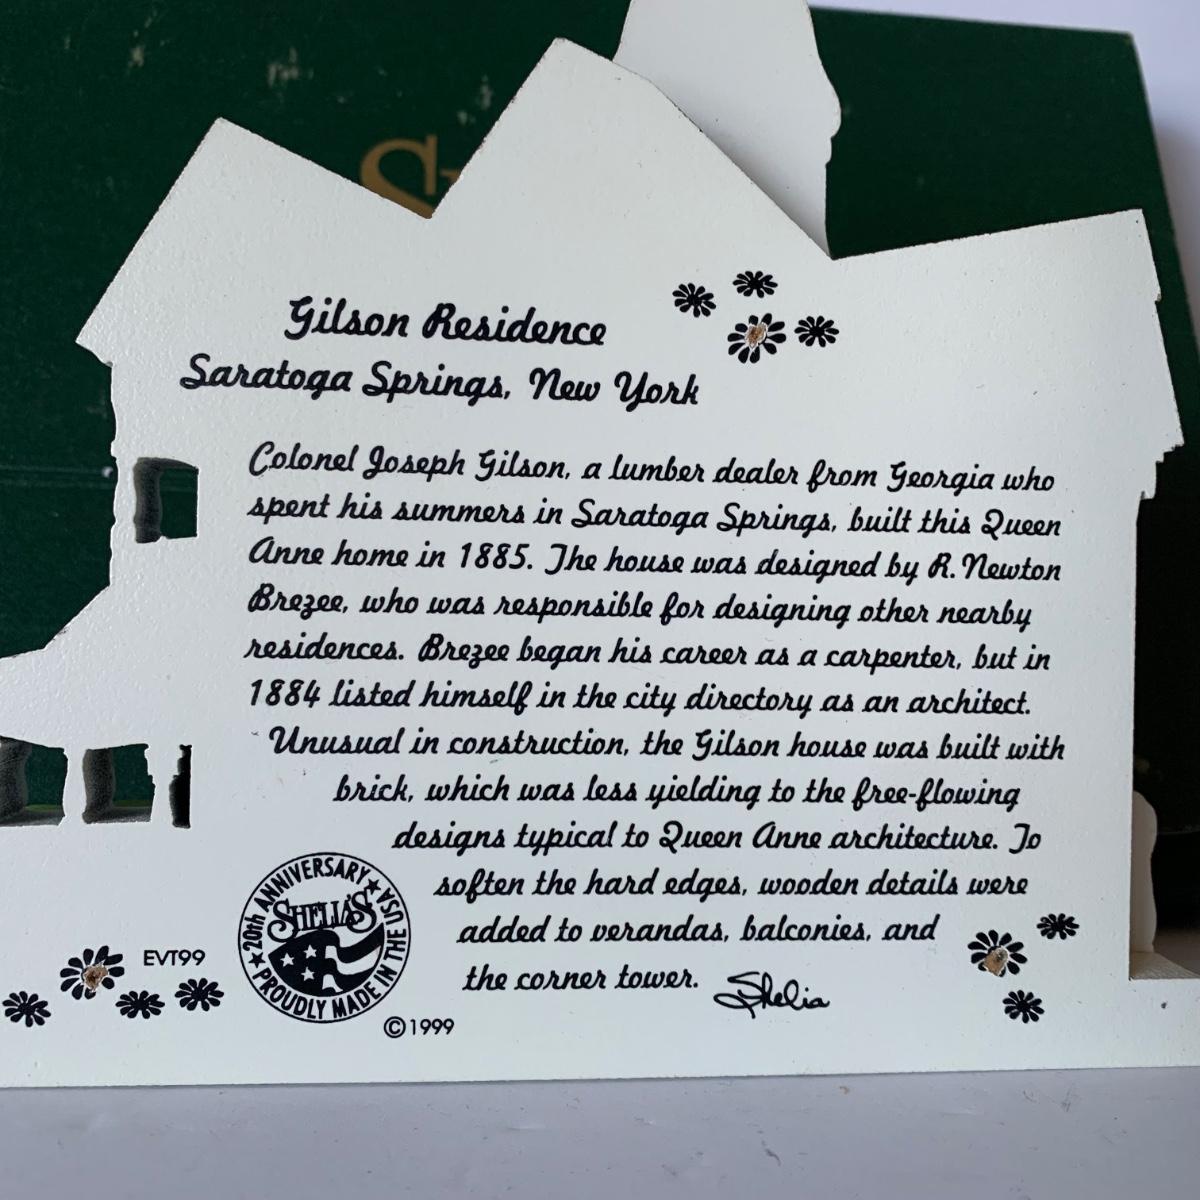 Gilson Residence
Saratoga Springs, New York
Colonel Joseph Gilson, a lumber dealer from Georgia who
spent his summers in Saratoga Springs, built this Queen
Anne home in 1885. The house was designed by R. Newton
Brezee, who was responsible for designing other nearby
residences. Brezee began his career as a carpenter, but in
1884 listed himself in the city directory as an architect.
Unusual in construction, the Gilson house was built with
brick, which was less yielding to the free-flowing
designs typical to Queen Anne architecture. To
soften the hard edges, wooden details were
added to verandas, balconies, and
the corner tower. Shelia
EVT99
★ 20th ANNIVERSARY ★
SHELIA'S
PROUDLY MADE IN THE USA
©1999